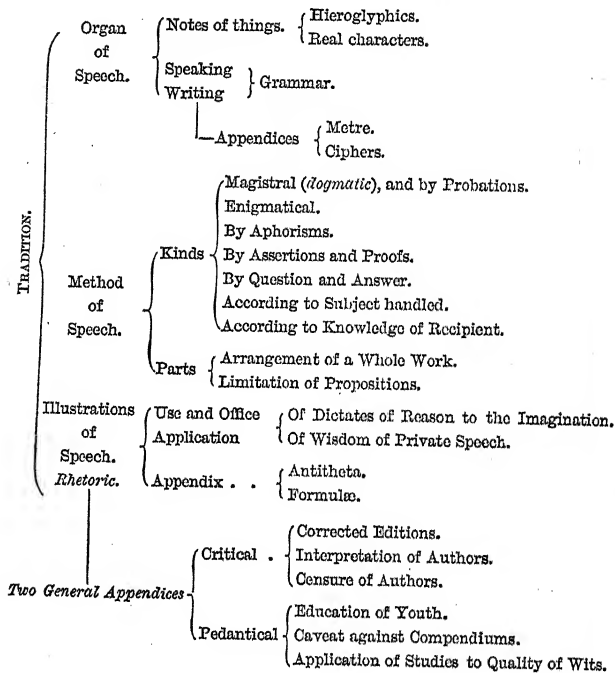 TRADITION.
Organ
of
Speech.
Notes of things.
Hieroglyphics.
Real characters.
Speaking
Writing
Grammar.
Appendices
Metre.
Ciphers.
Method
of
Speech.
Kinds
Magistral (dogmatic), and by Probations.
Enigmatical.
By Aphorisms.
By Assertions and Proofs.
By Question and Answer.
According to Subject handled.
According to Knowledge of Recipient.
Parts
Arrangement of a Whole Work.
Limitation of Propositions.
Illustrations
of
Speech.
Rhetoric.
Use and Office
Application
Of Dictates of Reason to the Imagination.
Of Wisdom of Private Speech.
Appendix . .
Antitheta.
Formulæ.
Two General Appendices
Critical .
Corrected Editions.
Interpretation of Authors.
Censure of Authors.
Pedantical
Education of Youth.
Caveat against Compendiums.
Application of Studies to Quality of Wits.